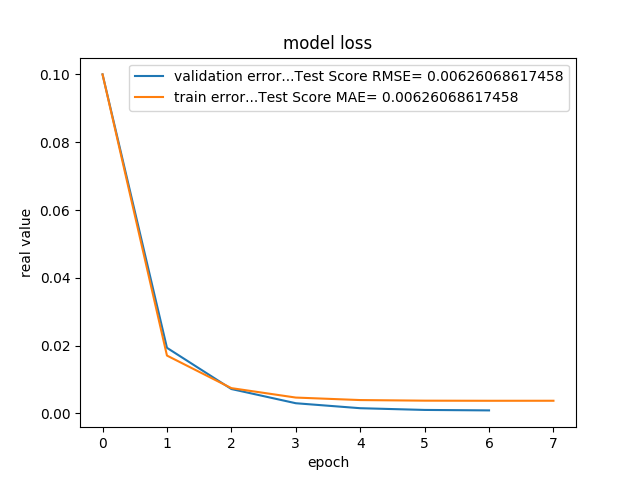 model loss
validation error...Test Score RMSE= 0.00626068617458
train error...Test Score MAE= 0.00626068617458
0.10
0.08
0.06
0.04
0.02
0.00
real value
0 1 2 3 4 5 6 7
epoch